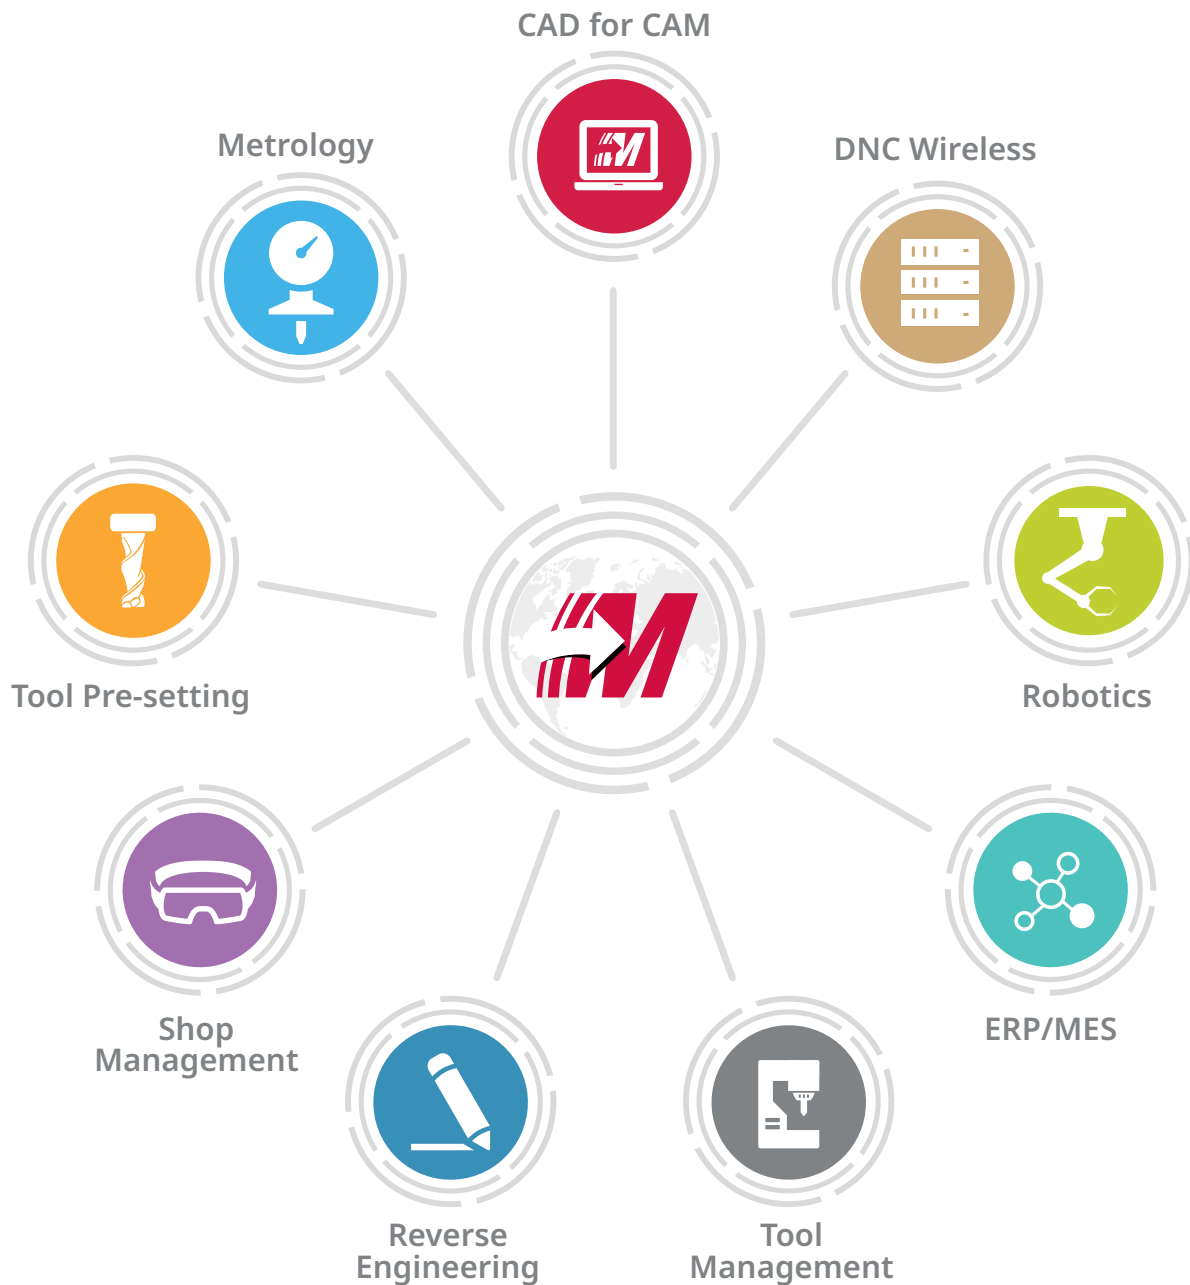 CAD for CAM
Metrology
DNC Wireless
Tool Pre-setting
Robotics
Shop
Management
ERP/MES
Reverse
Engineering
Tool
Management